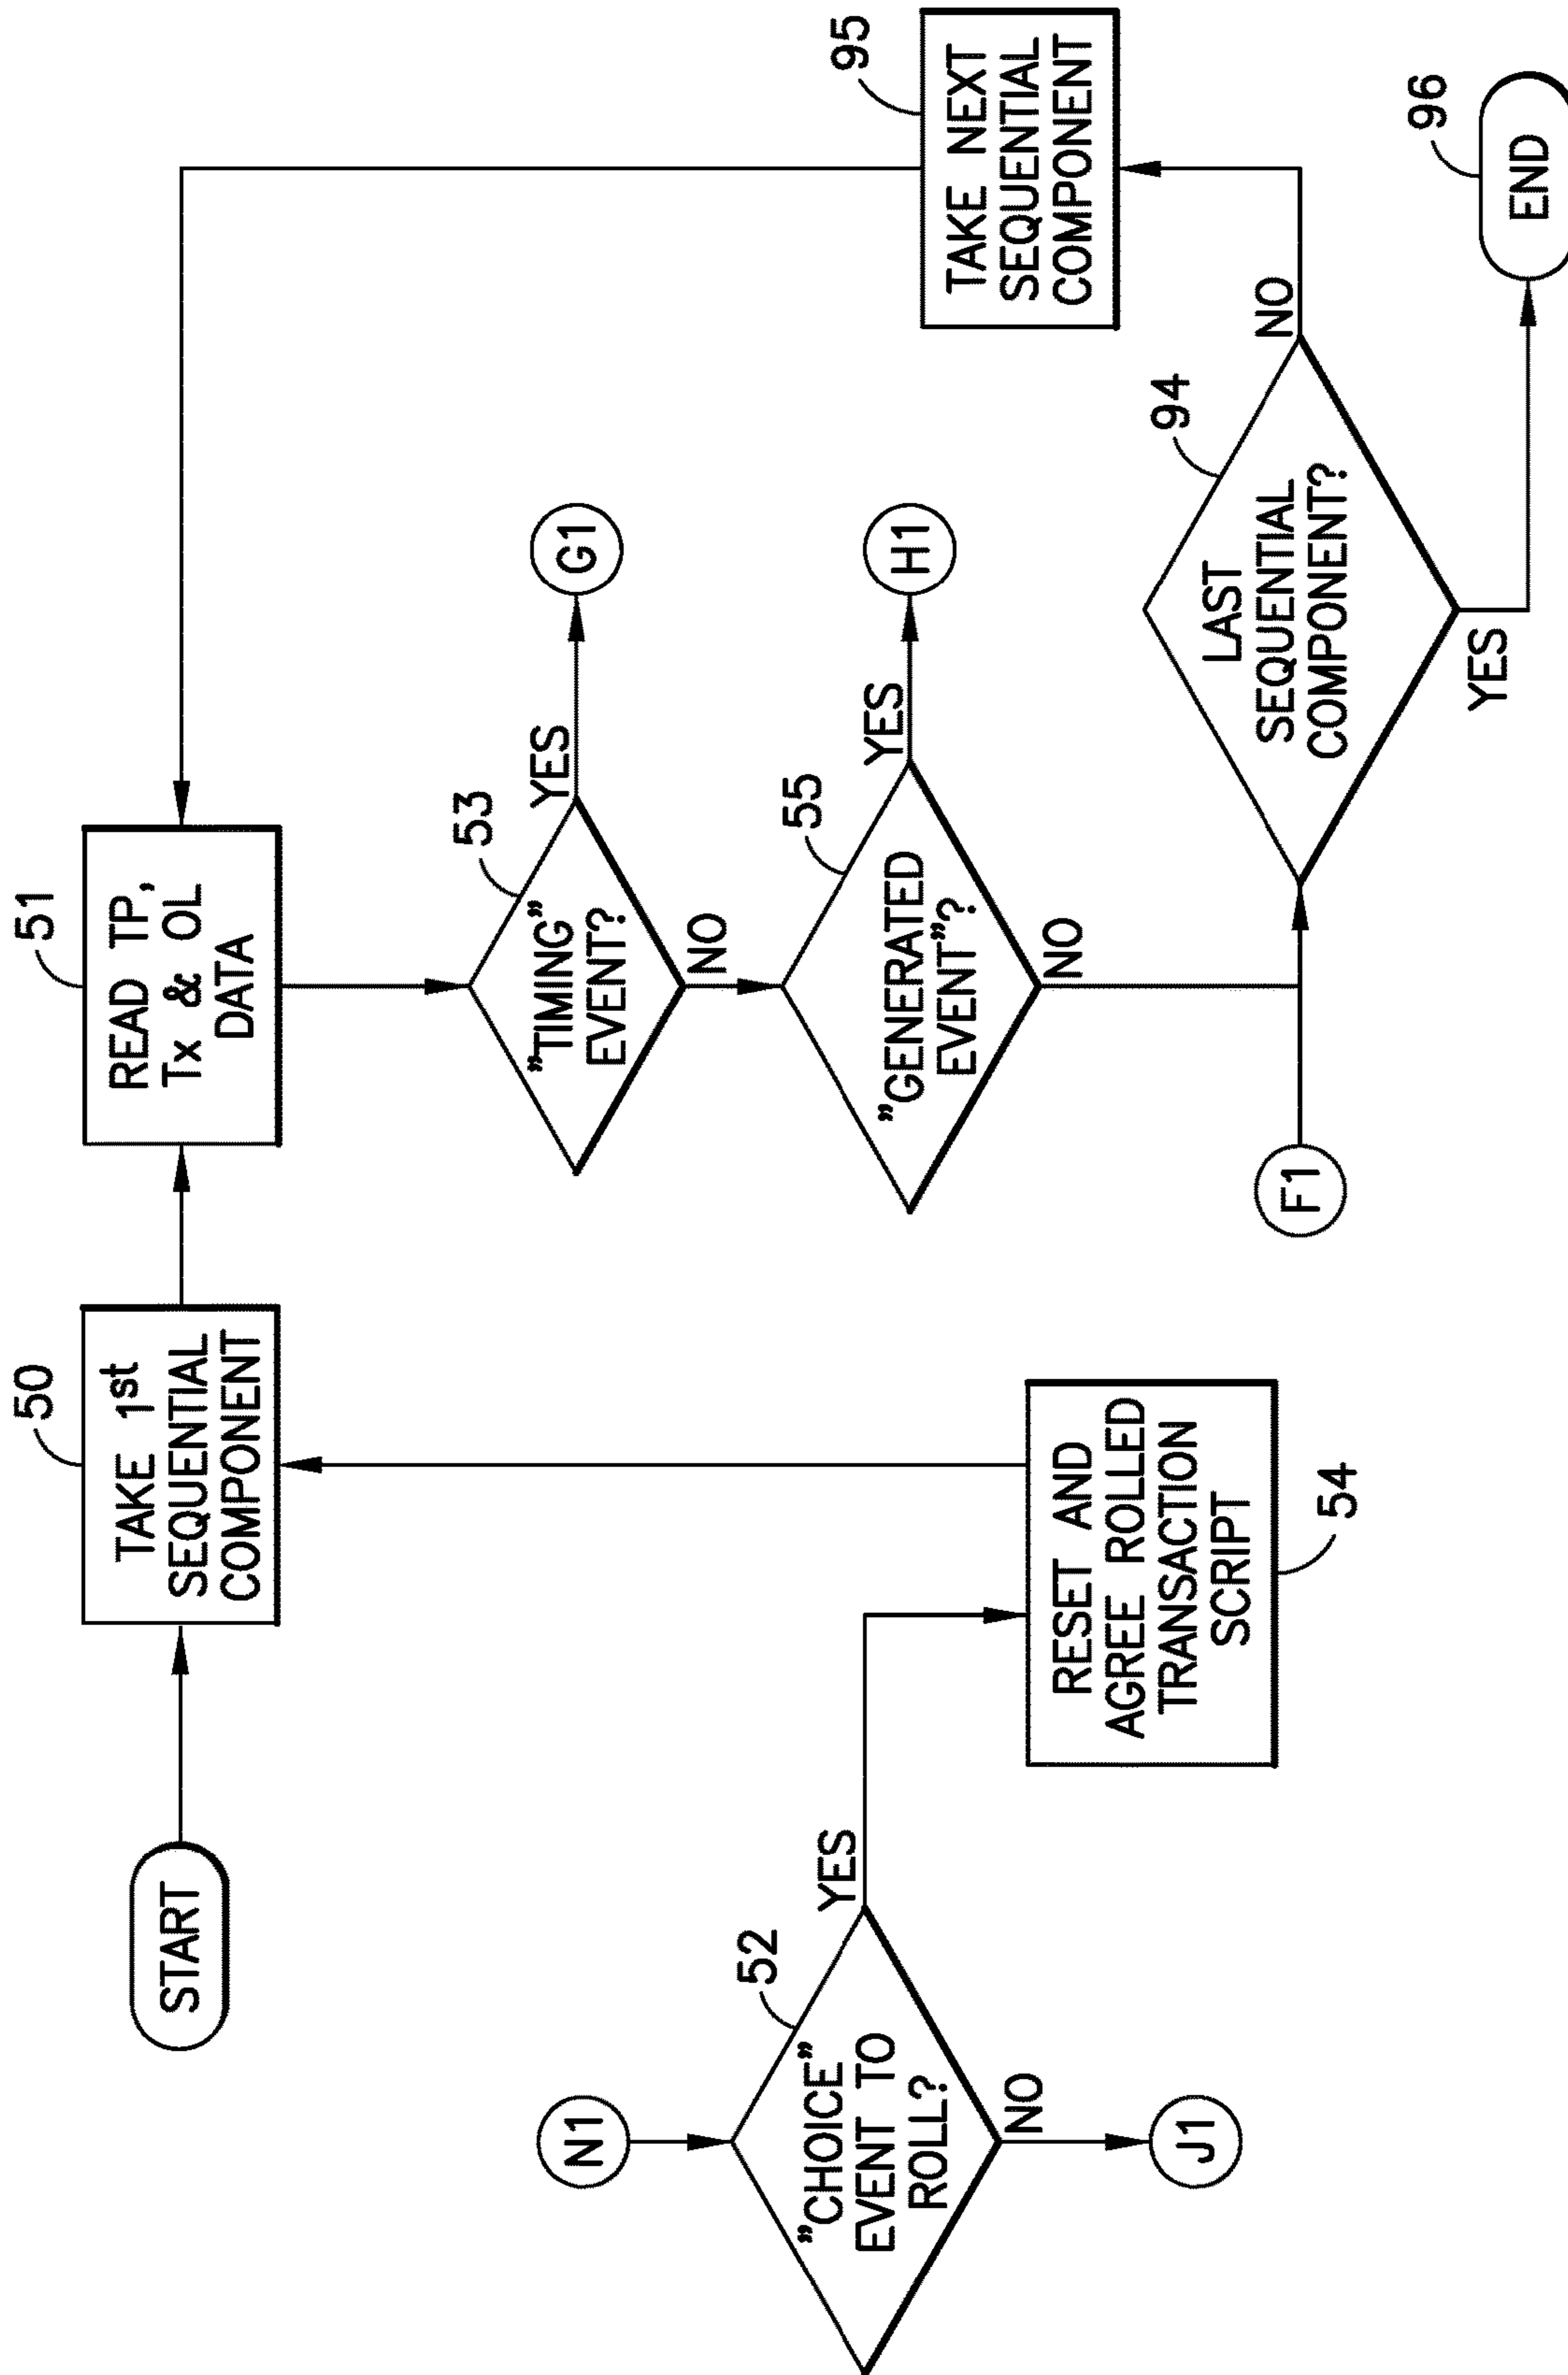 START
50
TAKE 1st
SEQUENTIAL
COMPONENT
51
READ TP,
Tx & OL
DATA
N1
"CHOICE"
EVENT TO
ROLL?
52
YES
NO
J1
RESET AND
AGREE ROLLED
TRANSACTION
SCRIPT
54
"TIMING"
EVENT?
53
YES
G1
NO
"GENERATED
EVENT"?
55
YES
H1
NO
F1
LAST
SEQUENTIAL
COMPONENT?
94
NO
YES
TAKE NEXT
SEQUENTIAL
COMPONENT
95
END
96